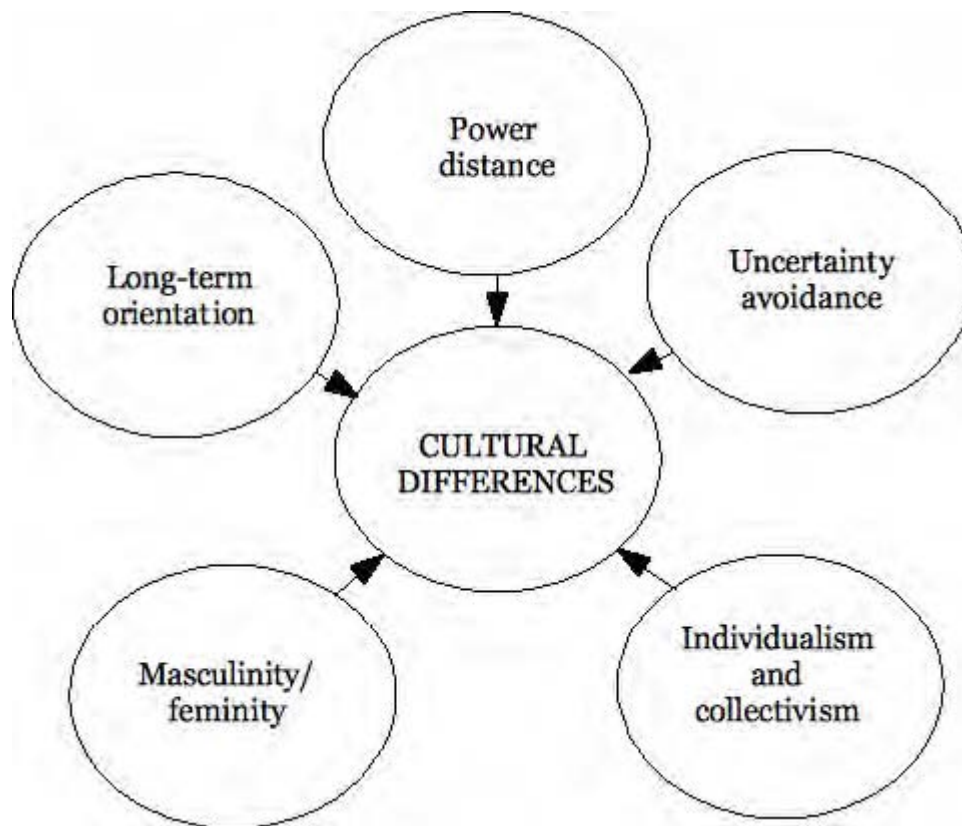 Power
distance
Long-term
orientation
Uncertainty
avoidance
CULTURAL
DIFFERENCES
Masculinity/
feminity
Individualism
and
collectivism